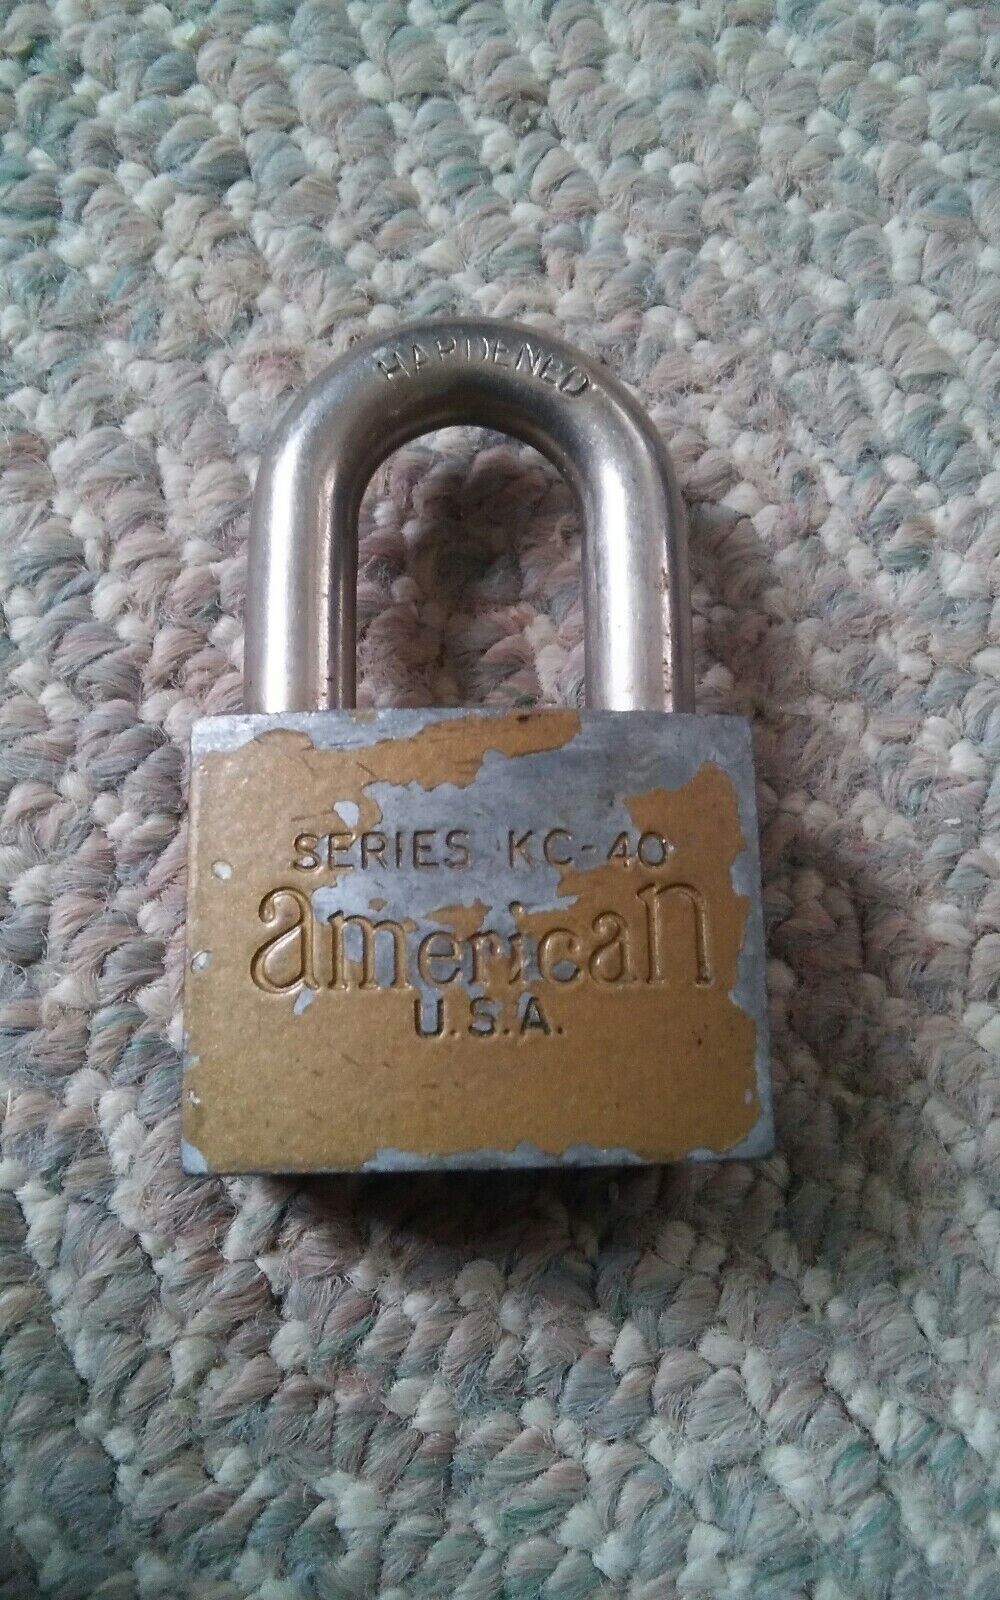 HARDENED
SERIES KC-40
american
U.S.A.